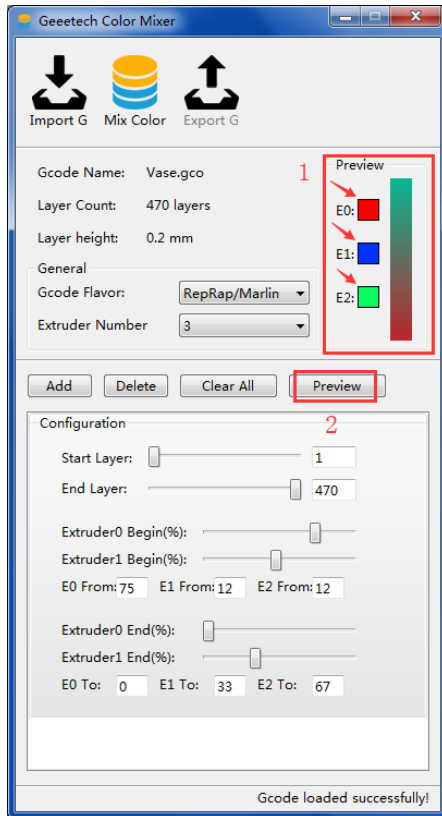 Geeetech Color Mixer
Import G Mix Color Export G
Gcode Name: Vase.gco
Layer Count: 470 layers
Layer height: 0.2 mm
General
Gcode Flavor: RepRap/Marlin
Extruder Number 3
1
Preview
E0:
E1:
E2:
Add Delete Clear All Preview
2
Configuration
Start Layer: 1
End Layer: 470
Extruder0 Begin(%):
Extruder1 Begin(%):
E0 From: 75 E1 From: 12 E2 From: 12
Extruder0 End(%):
Extruder1 End(%):
E0 To: 0 E1 To: 33 E2 To: 67
Gcode loaded successfully!